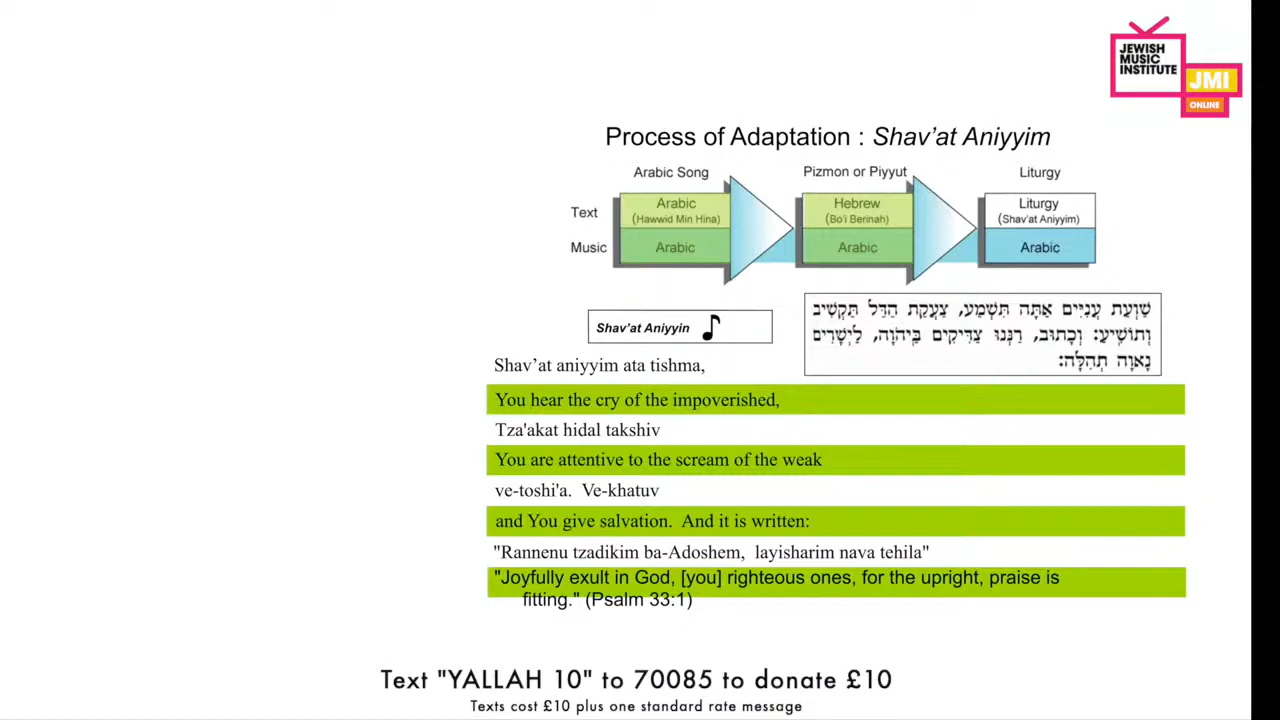 JEWISH
MUSIC
INSTITUTE
JMI
ONLINE
Process of Adaptation : Shav’at Aniyyim
Arabic Song
Pizmon or Piyyut
Liturgy
Text
Arabic
(Hawwid Min Hina)
Hebrew
(Bo'i Berinah)
Liturgy
(Shav'at Aniyyim)
Music
Arabic
Arabic
Arabic
Shav'at Aniyyin
שַׁוְעַת עֲנִיִּים אַתָּה תִּשְׁמַע, צַעֲקַת הַדַּל תַּקְשִׁיב
וְתוֹשִׁיעַ: וְכָתוּב, רַנְּנוּ צַדִּיקִים בַּיהֹוָה, לַיְשָׁרִים
נָאוָה תְהִלָּה:
Shav’at aniyyim ata tishma,
You hear the cry of the impoverished,
Tza'akat hidal takshiv
You are attentive to the scream of the weak
ve-toshi'a. Ve-khatuv
and You give salvation. And it is written:
"Rannenu tzadikim ba-Adoshem, layisharim nava tehila"
"Joyfully exult in God, [you] righteous ones, for the upright, praise is
fitting." (Psalm 33:1)
Text "YALLAH 10" to 70085 to donate £10
Texts cost £10 plus one standard rate message